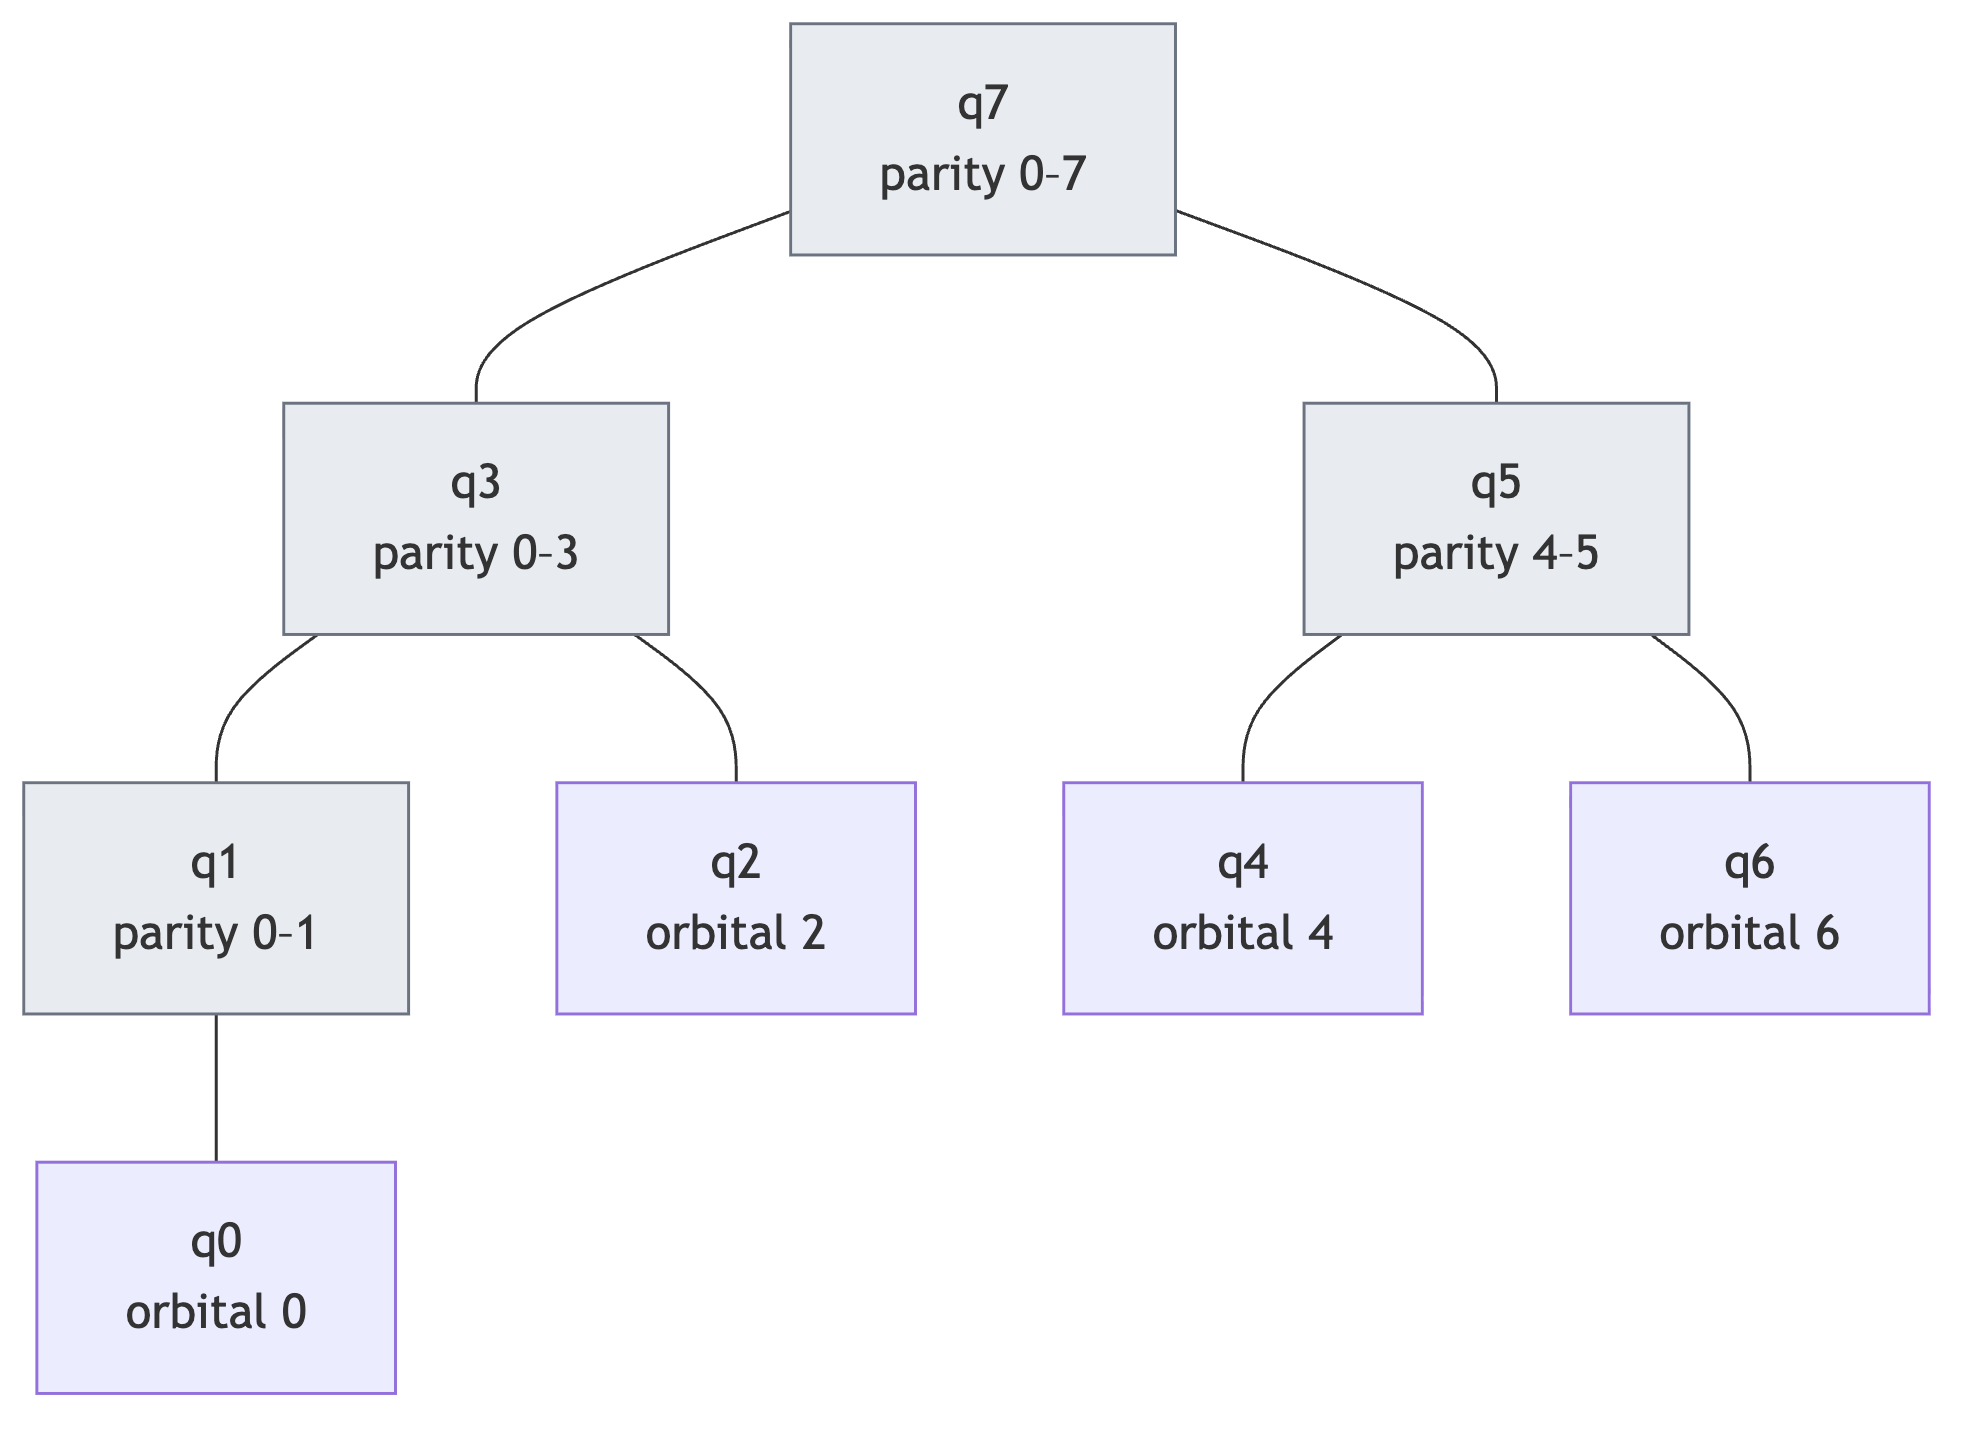 q7
parity 0–7
q3
parity 0–3
q5
parity 4–5
q1
parity 0–1
q2
orbital 2
q4
orbital 4
q6
orbital 6
q0
orbital 0